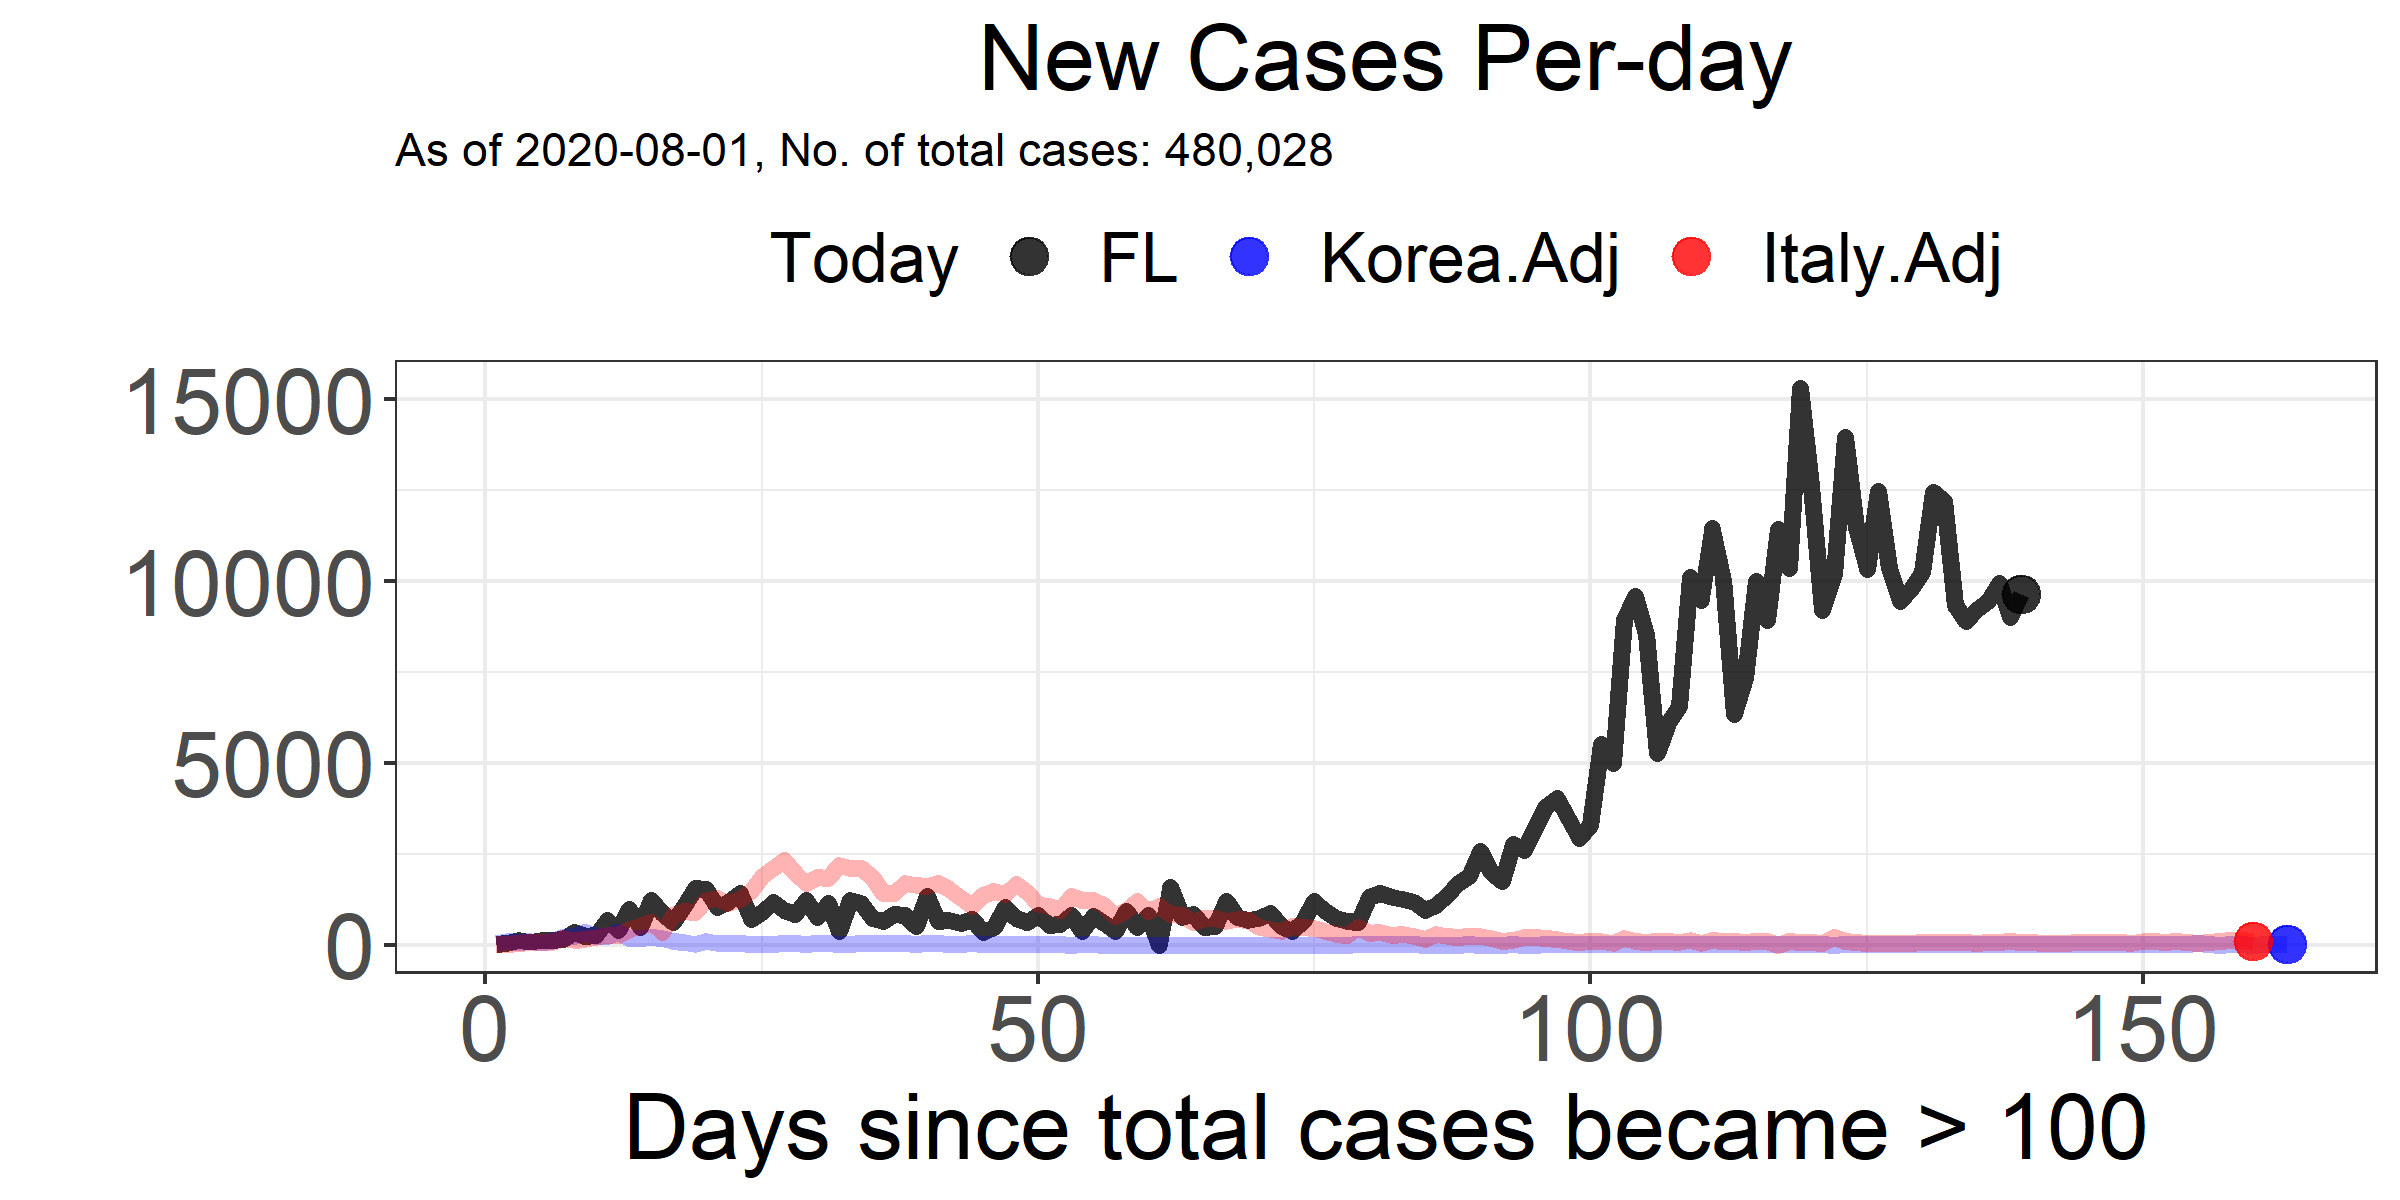 New Cases Per-day
As of 2020-08-01, No. of total cases: 480,028
Today FL Korea.Adj Italy.Adj
15000
10000
5000
0
0 50 100 150
Days since total cases became > 100